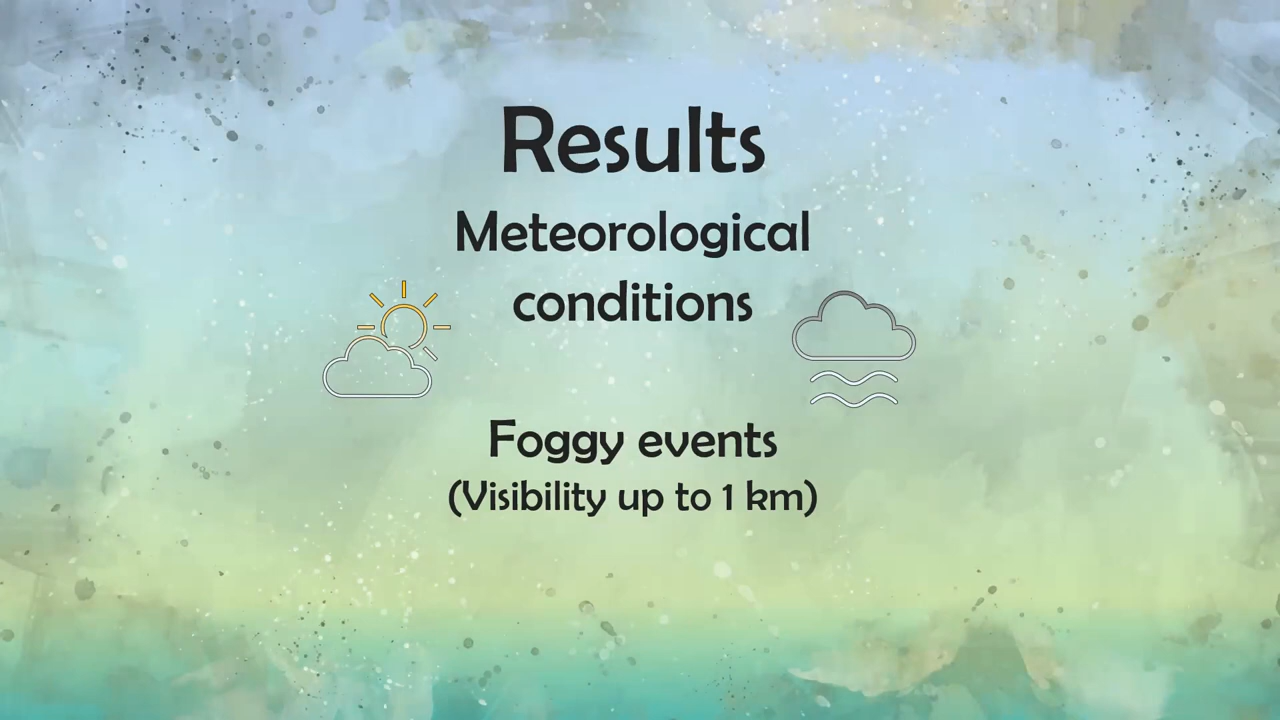 Results
Meteorological
conditions
Foggy events
(Visibility up to 1 km)